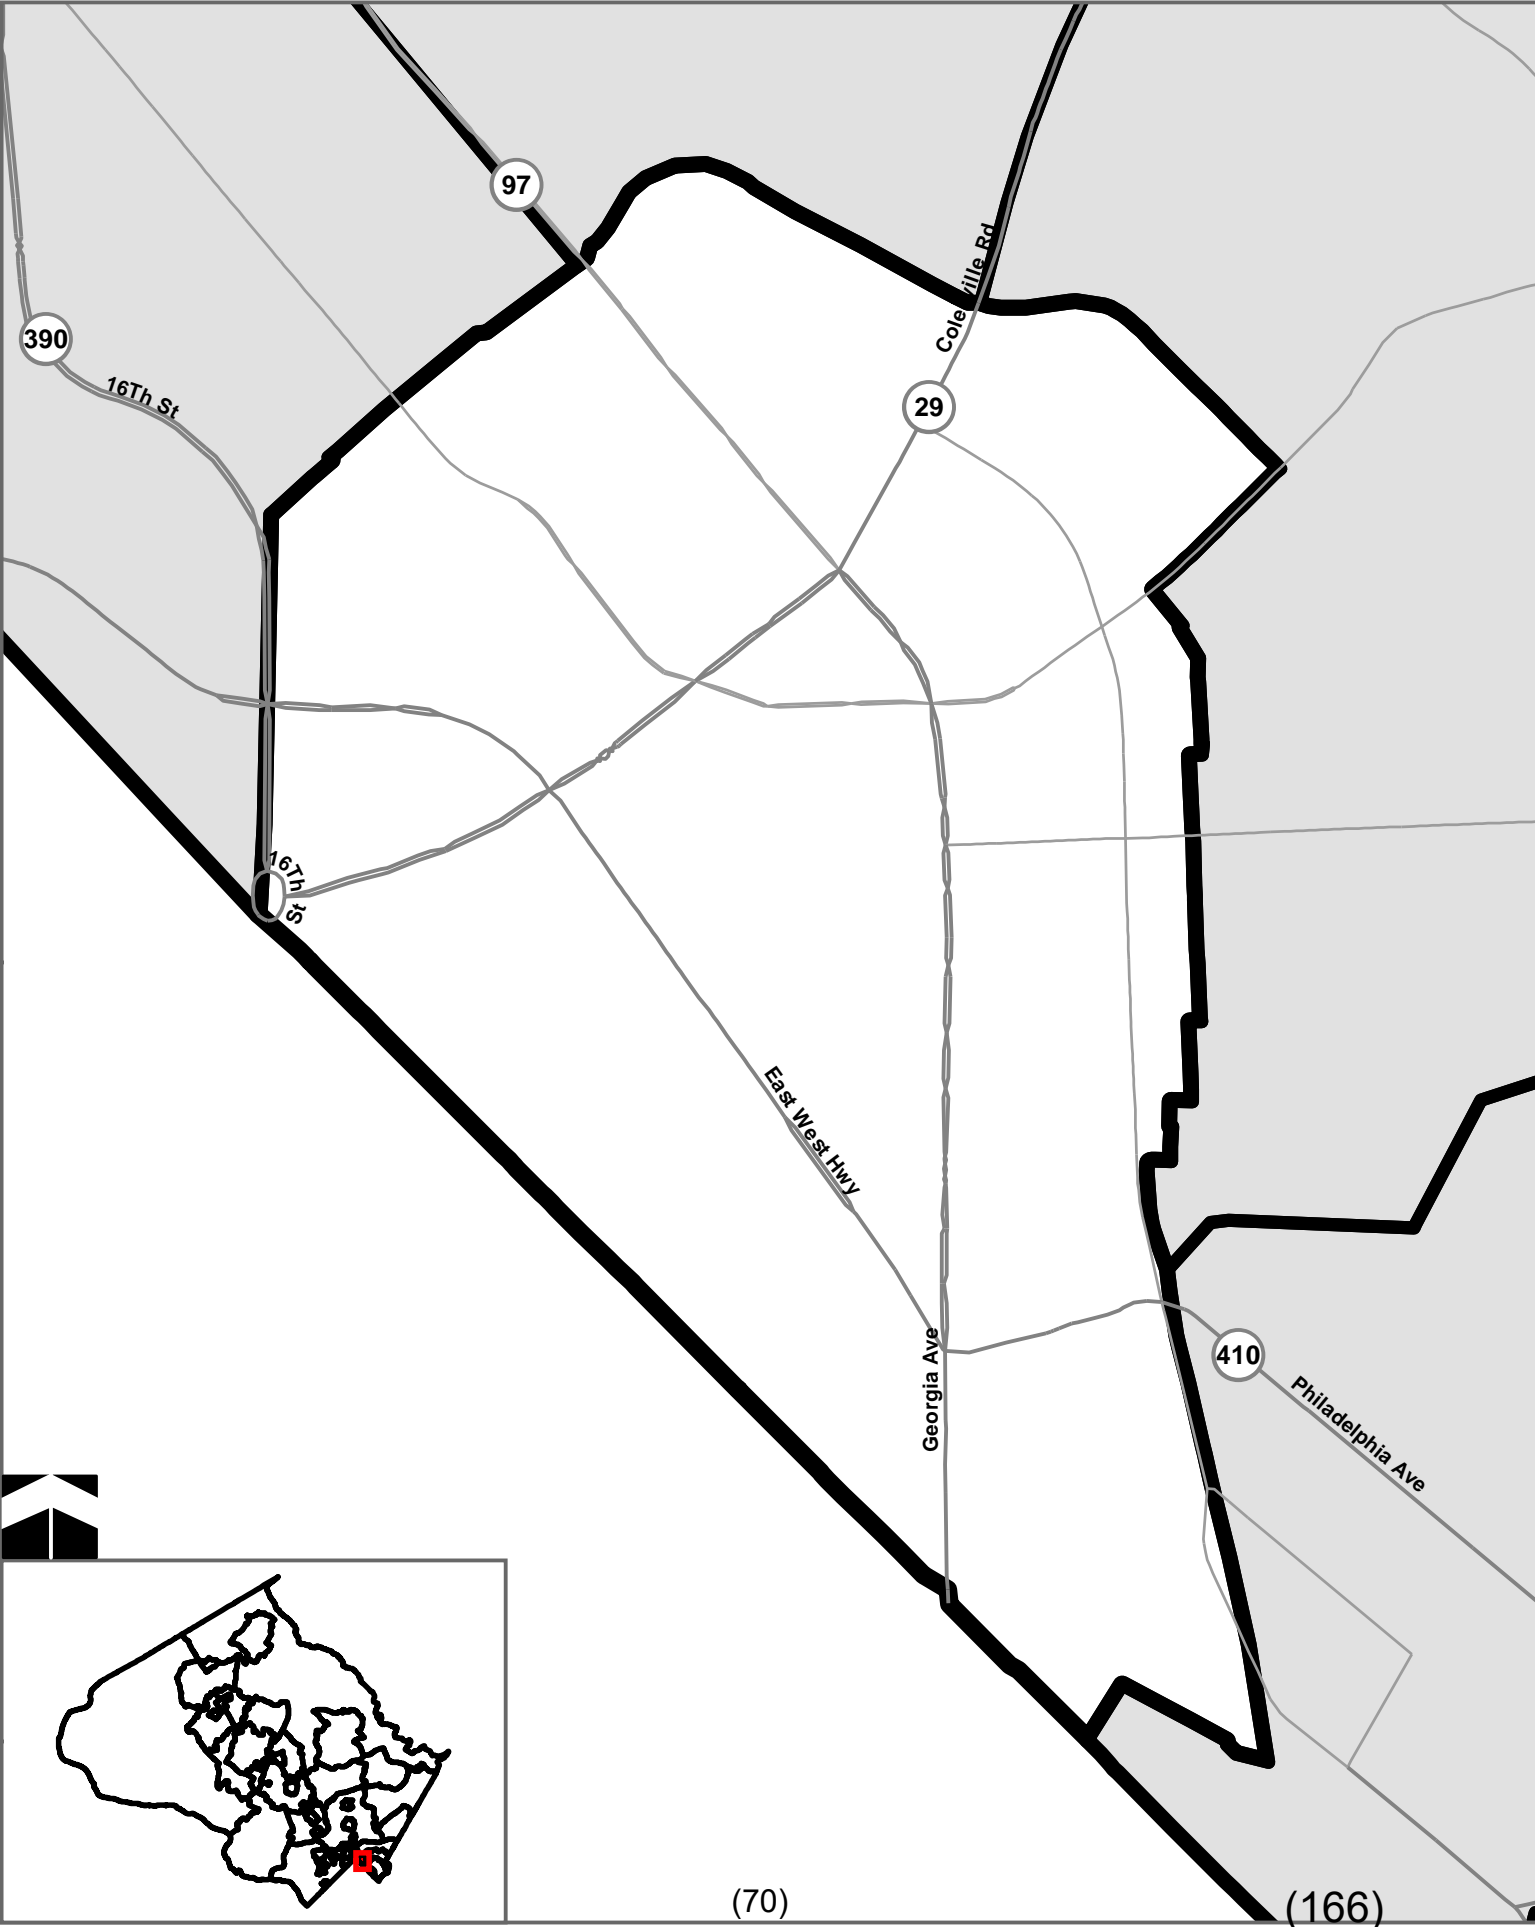 97
Colesville Rd
390
16Th St
29
16Th
St
East West Hwy
Georgia Ave
410
Philadelphia Ave
(70)
(166)